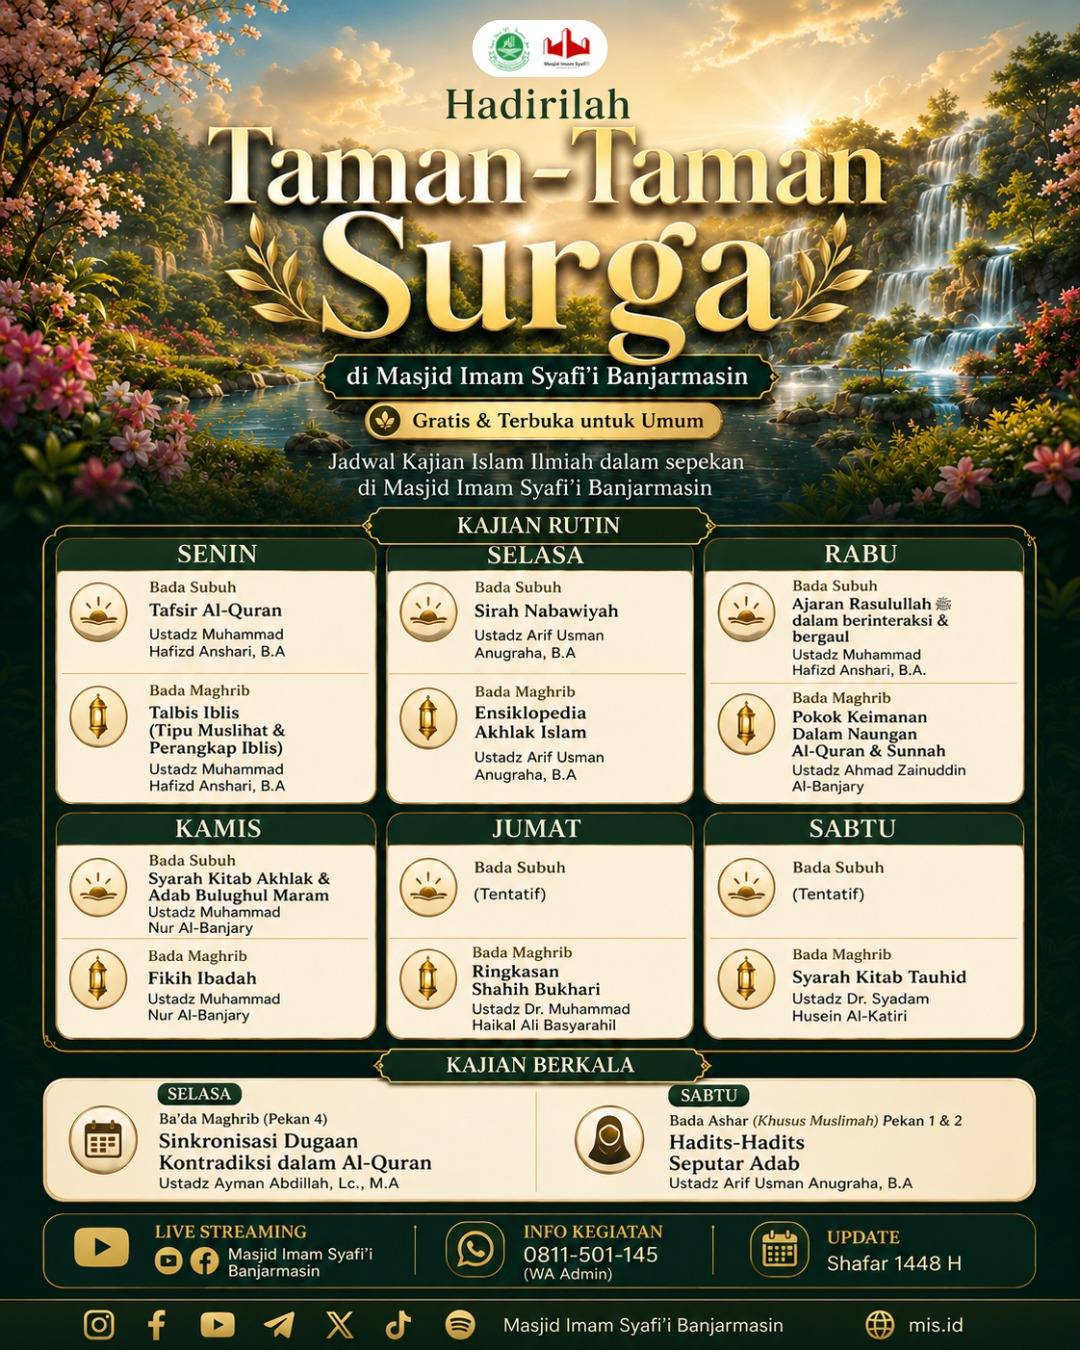 Masjid Imam Syafi'i
Hadirilah
Taman-Taman
Surga
di Masjid Imam Syafi'i Banjarmasin
Gratis & Terbuka untuk Umum
Jadwal Kajian Islam Ilmiah dalam sepekan
di Masjid Imam Syafi'i Banjarmasin
KAJIAN RUTIN
SENIN
Bada Subuh
Tafsir Al-Quran
Ustadz Muhammad
Hafizd Anshari, B.A
Bada Maghrib
Talbis Iblis
(Tipu Muslihat &
Perangkap Iblis)
Ustadz Muhammad
Hafizd Anshari, B.A
SELASA
Bada Subuh
Sirah Nabawiyah
Ustadz Arif Usman
Anugraha, B.A
Bada Maghrib
Ensiklopedia
Akhlak Islam
Ustadz Arif Usman
Anugraha, B.A
RABU
Bada Subuh
Ajaran Rasulullah ﷺ
dalam berinteraksi &
bergaul
Ustadz Muhammad
Hafizd Anshari, B.A.
Bada Maghrib
Pokok Keimanan
Dalam Naungan
Al-Quran & Sunnah
Ustadz Ahmad Zainuddin
Al-Banjary
KAMIS
Bada Subuh
Syarah Kitab Akhlak &
Adab Bulughul Maram
Ustadz Muhammad
Nur Al-Banjary
Bada Maghrib
Fikih Ibadah
Ustadz Muhammad
Nur Al-Banjary
JUMAT
Bada Subuh
(Tentatif)
Bada Maghrib
Ringkasan
Shahih Bukhari
Ustadz Dr. Muhammad
Haikal Ali Basyarahil
SABTU
Bada Subuh
(Tentatif)
Bada Maghrib
Syarah Kitab Tauhid
Ustadz Dr. Syadam
Husein Al-Katiri
KAJIAN BERKALA
SELASA
Ba'da Maghrib (Pekan 4)
Sinkronisasi Dugaan
Kontradiksi dalam Al-Quran
Ustadz Ayman Abdillah, Lc., M.A
SABTU
Bada Ashar (Khusus Muslimah) Pekan 1 & 2
Hadits-Hadits
Seputar Adab
Ustadz Arif Usman Anugraha, B.A
LIVE STREAMING
Masjid Imam Syafi'i
Banjarmasin
INFO KEGIATAN
0811-501-145
(WA Admin)
UPDATE
Shafar 1448 H
Masjid Imam Syafi'i Banjarmasin
mis.id